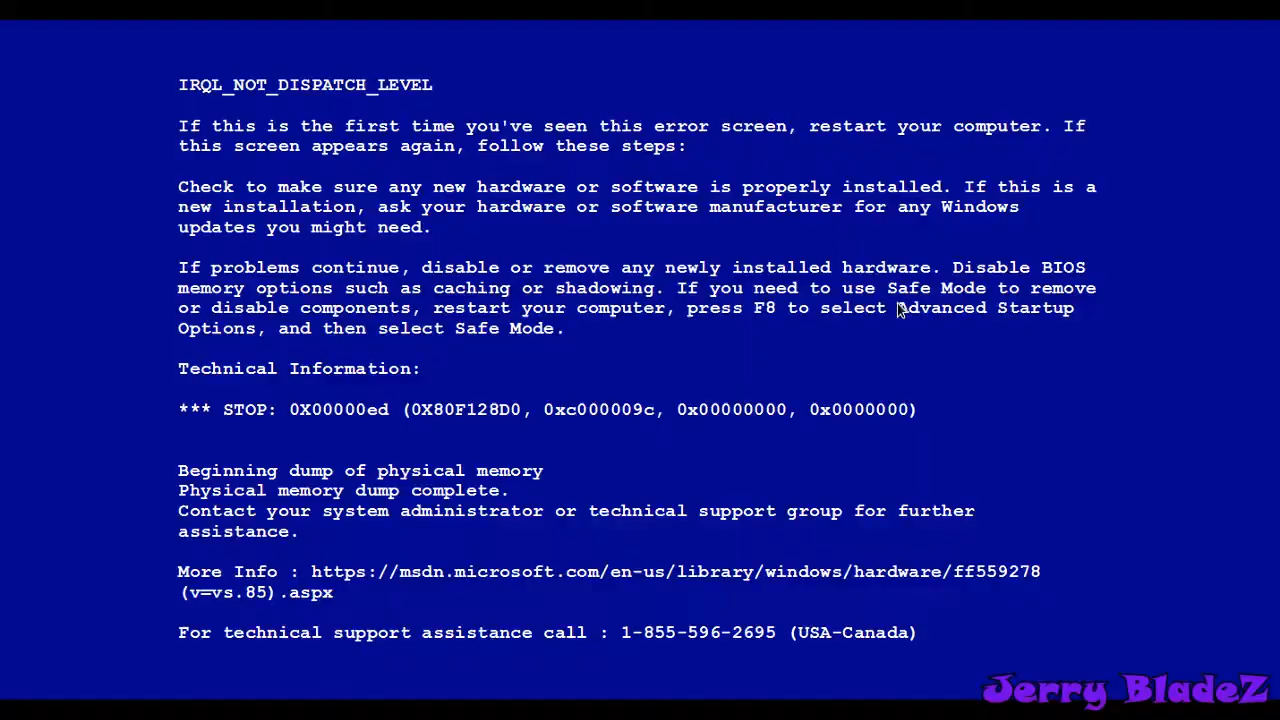 IRQL_NOT_DISPATCH_LEVEL
If this is the first time you've seen this error screen, restart your computer. If
this screen appears again, follow these steps:
Check to make sure any new hardware or software is properly installed. If this is a
new installation, ask your hardware or software manufacturer for any Windows
updates you might need.
If problems continue, disable or remove any newly installed hardware. Disable BIOS
memory options such as caching or shadowing. If you need to use Safe Mode to remove
or disable components, restart your computer, press F8 to select Advanced Startup
Options, and then select Safe Mode.
Technical Information:
*** STOP: 0X00000ed (0X80F128D0, 0xc000009c, 0x00000000, 0x0000000)
Beginning dump of physical memory
Physical memory dump complete.
Contact your system administrator or technical support group for further
assistance.
More Info : https://msdn.microsoft.com/en-us/library/windows/hardware/ff559278
(v=vs.85).aspx
For technical support assistance call : 1-855-596-2695 (USA-Canada)
Jerry BladeZ